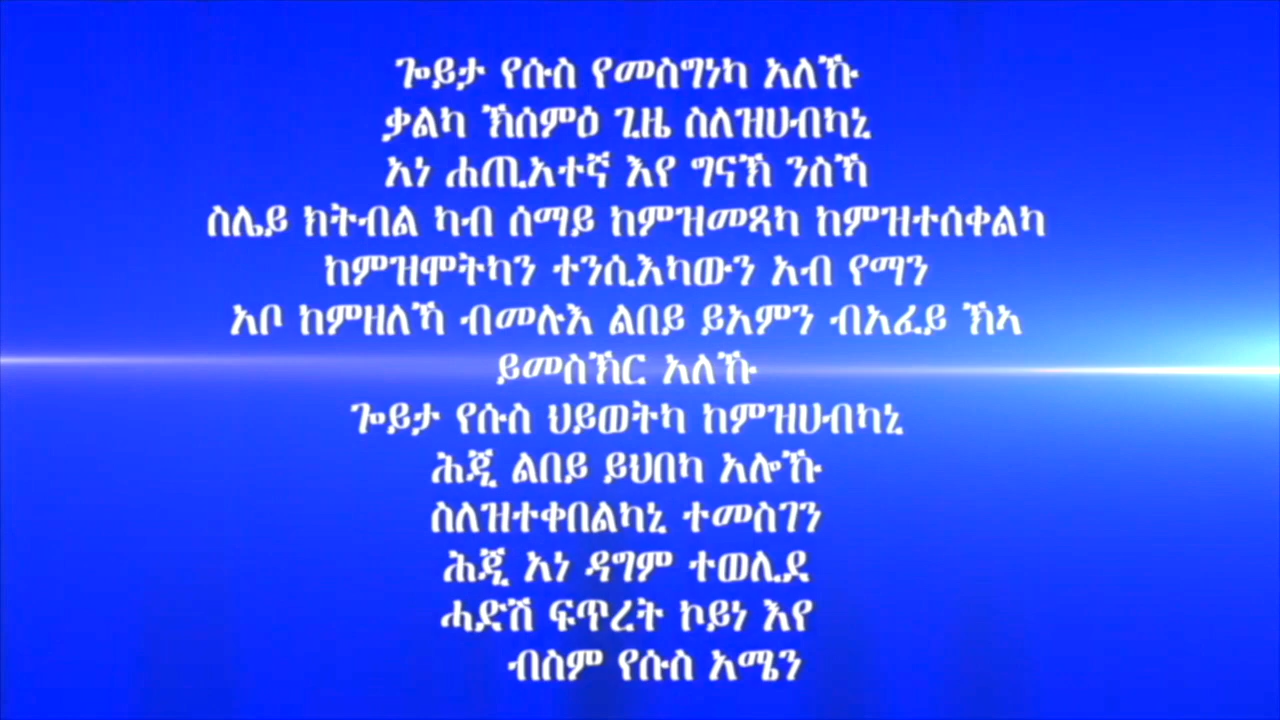 ጐይታ የሱስ የመስግነካ አለኹ
ቃልካ ኽሰምዕ ጊዜ ስለዝሀብካኒ
አነ ሐጢአተኛ እየ ግናኽ ንስኻ
ስሌይ ክትብል ካብ ሰማይ ከምዝመጻካ ከምዝተሰቀልካ
ከምዝሞትካን ተንሲእካውን አብ የማን
አቦ ከምዘለኻ ብመሉእ ልበይ ይአምን ብአፈይ ኽኣ
ይመስኽር አለኹ
ጐይታ የሱስ ህይወትካ ከምዝሀብካኒ
ሕጂ ልበይ ይህበካ አሎኹ
ስለዝተቀበልካኒ ተመስገን
ሕጂ አነ ዳግም ተወሊደ
ሓድሽ ፍጥረት ኮይነ እየ
ብስም የሱስ አሜን